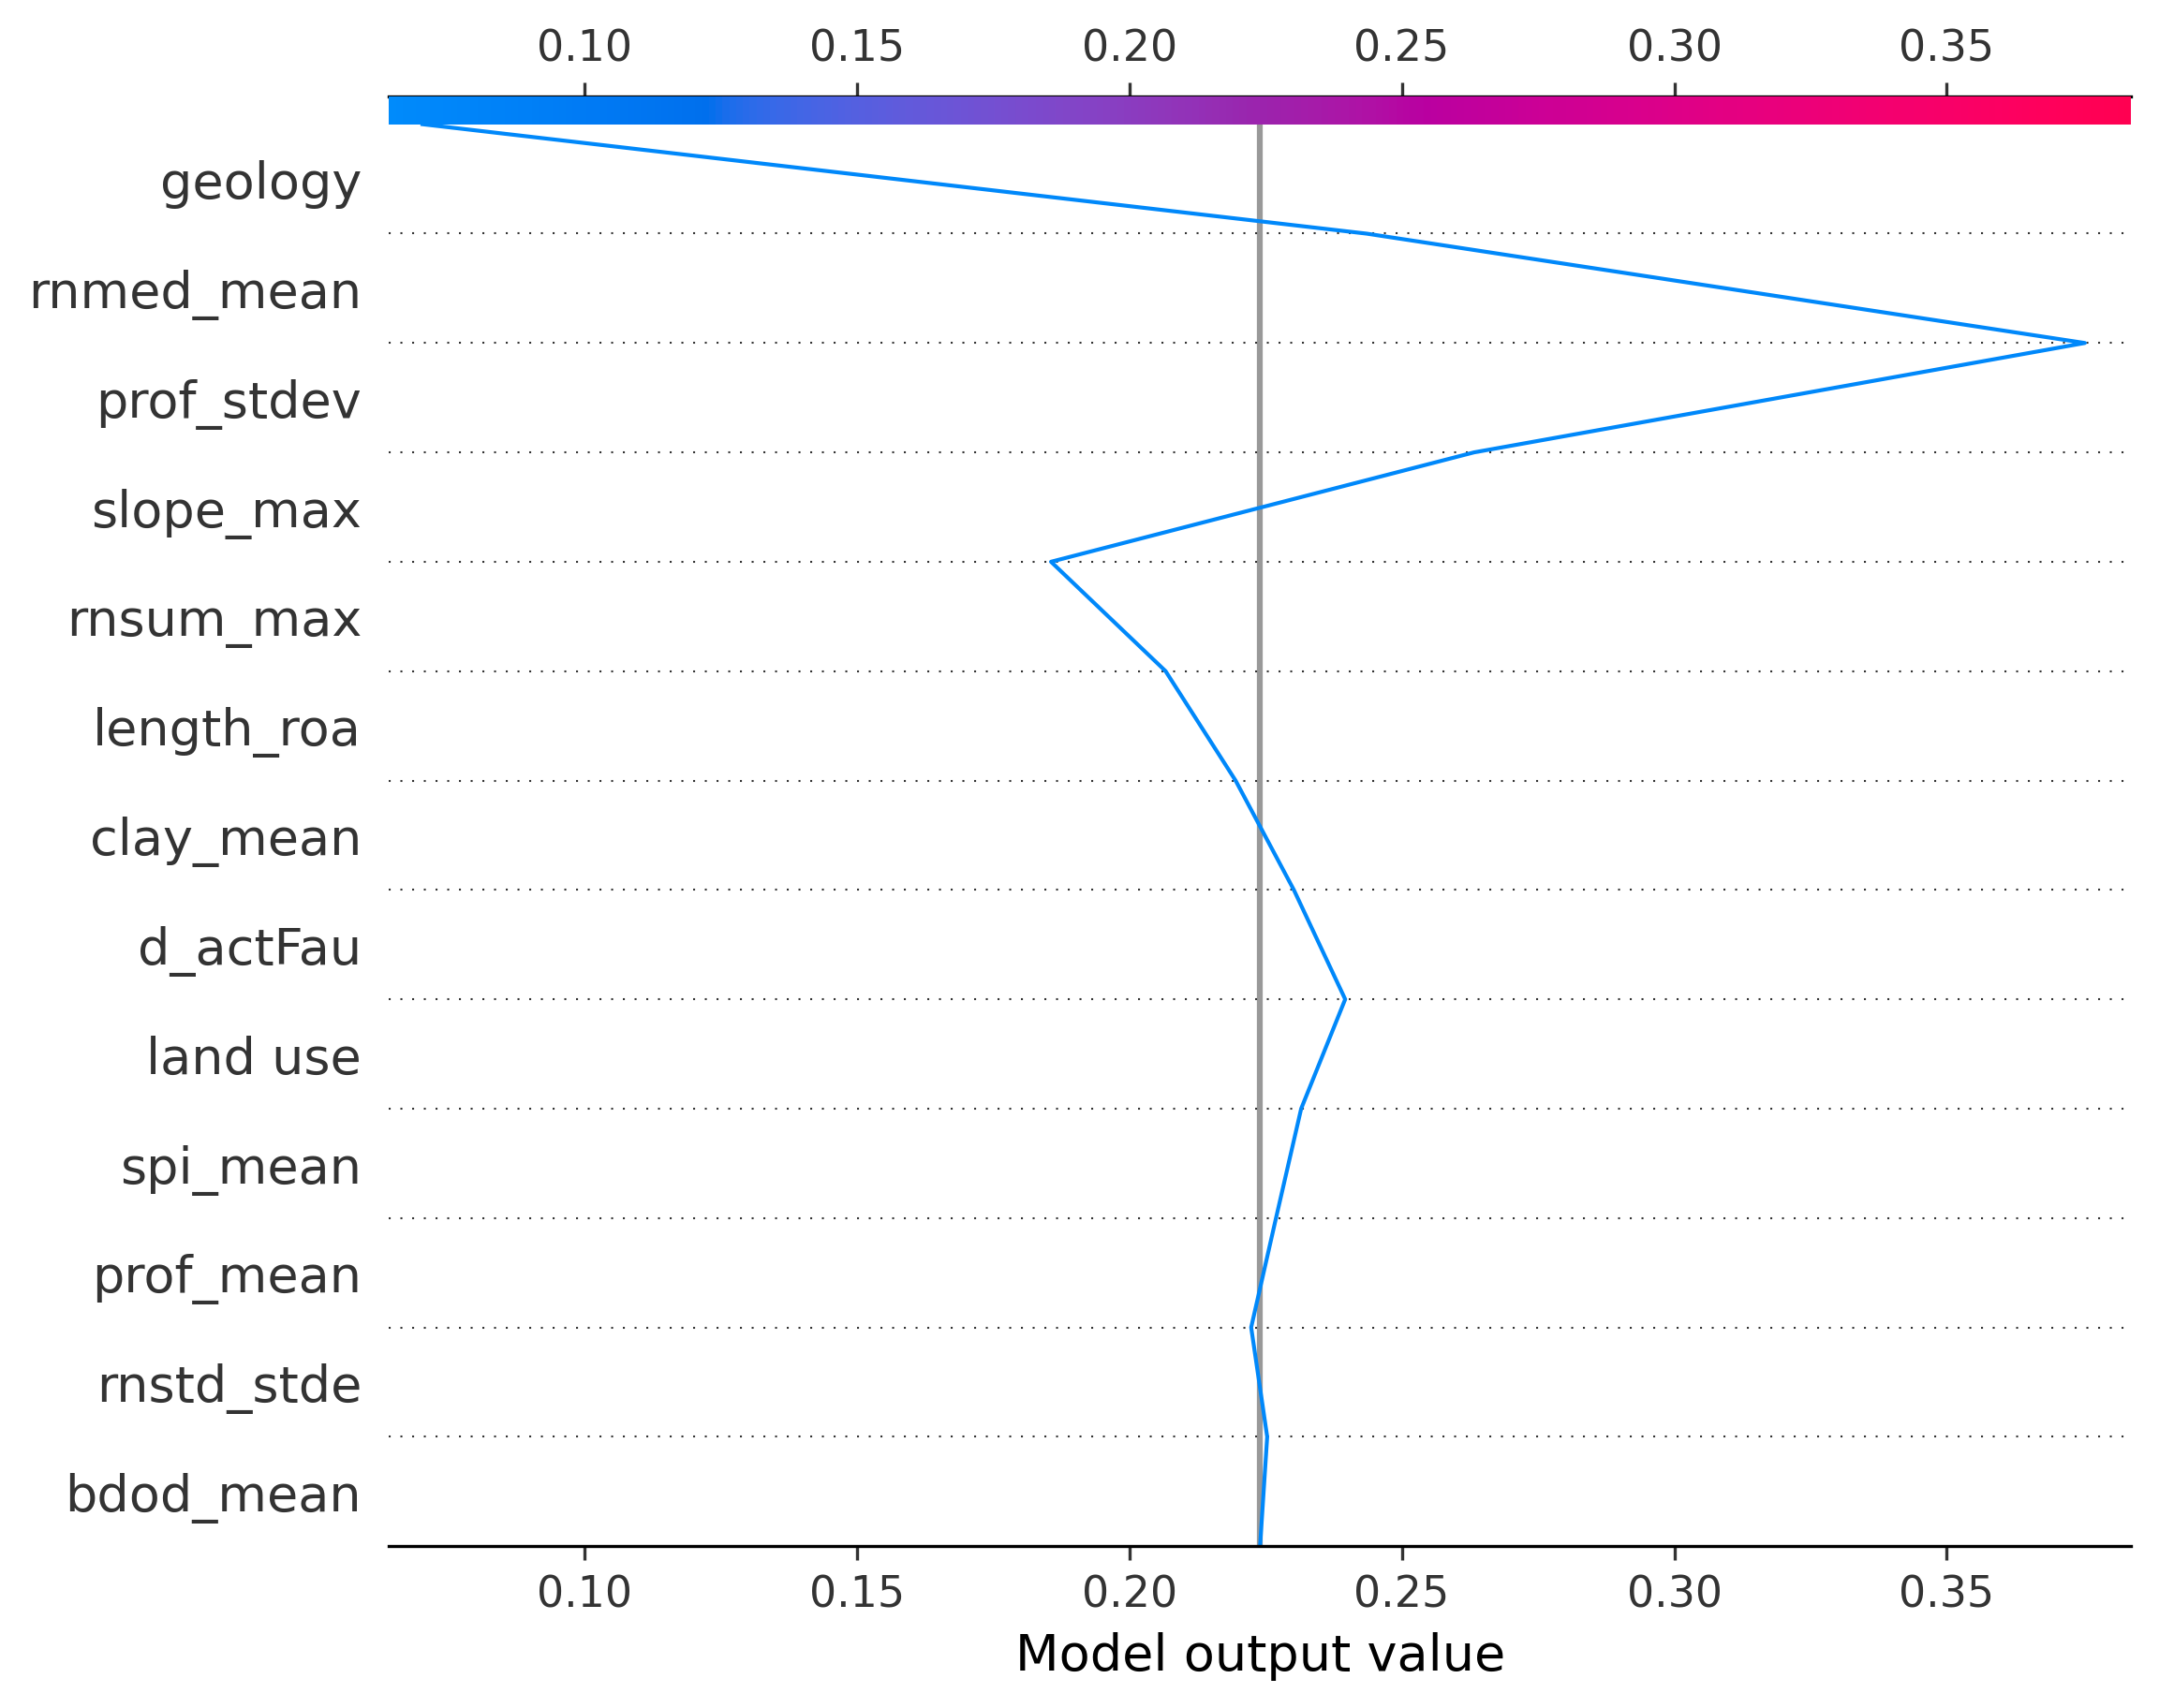 0.10 0.15 0.20 0.25 0.30 0.35
geology
rnmed_mean
prof_stdev
slope_max
rnsum_max
length_roa
clay_mean
d_actFau
land use
spi_mean
prof_mean
rnstd_stde
bdod_mean
0.10 0.15 0.20 0.25 0.30 0.35
Model output value